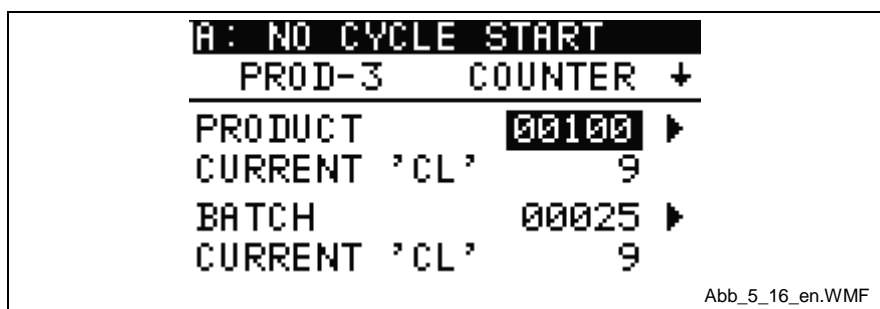 A: NO CYCLE START
PROD-3 COUNTER ↓
PRODUCT 00100 ▶
CURRENT 'CL' 9
BATCH 00025 ▶
CURRENT 'CL' 9
Abb_5_16_en.WMF